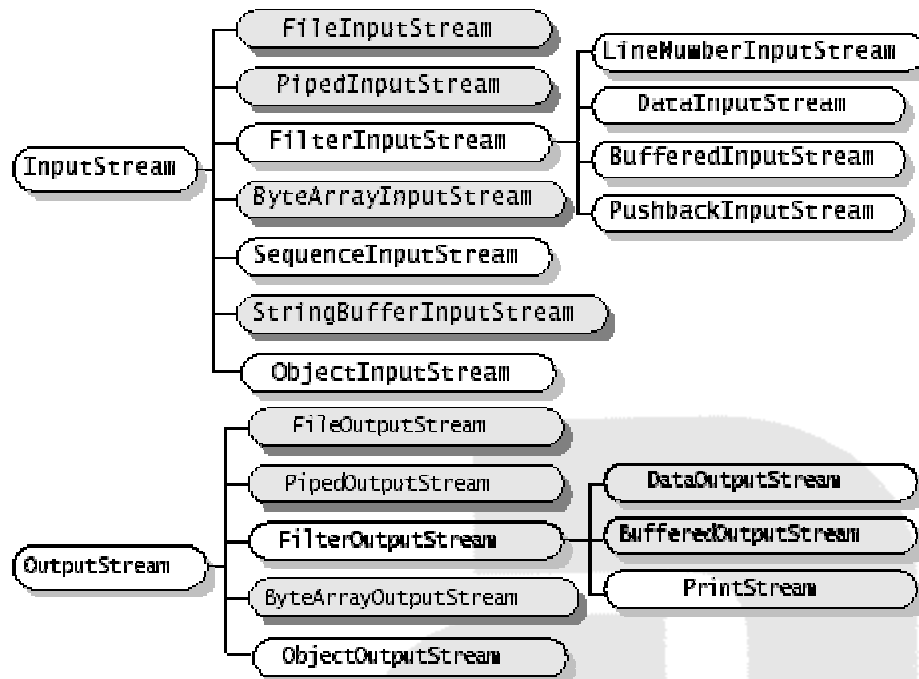 InputStream
FileInputStream
PipedInputStream
FilterInputStream
ByteArrayInputStream
SequenceInputStream
StringBufferInputStream
ObjectInputStream
LineNumberInputStream
DataInputStream
BufferedInputStream
PushbackInputStream
OutputStream
FileOutputStream
PipedOutputStream
FilterOutputStream
ByteArrayOutputStream
ObjectOutputStream
DataOutputStream
BufferedOutputStream
PrintStream